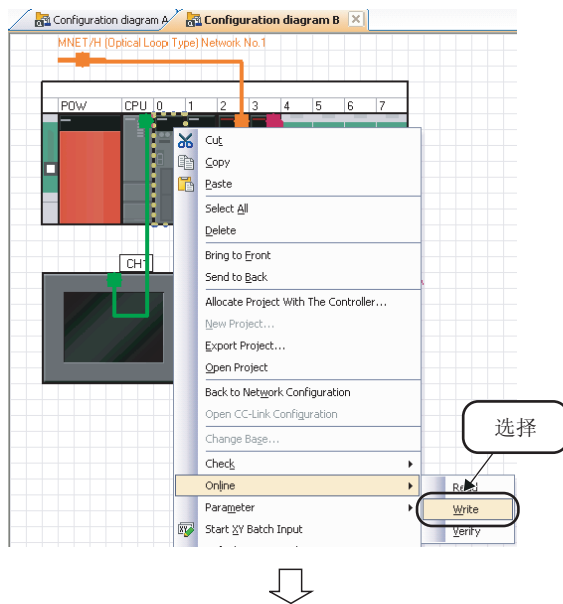 Configuration diagram A
Configuration diagram B
MNET/H (Optical Loop Type) Network No.1
POW CPU 0 1 2 3 4 5 6 7
CH1
Cut
Copy
Paste
Select All
Delete
Bring to Front
Send to Back
Allocate Project With The Controller...
New Project...
Export Project...
Open Project
Back to Network Configuration
Open CC-Link Configuration
Change Base...
Check
Online
Parameter
Start XY Batch Input
选择
Read
Write
Verify